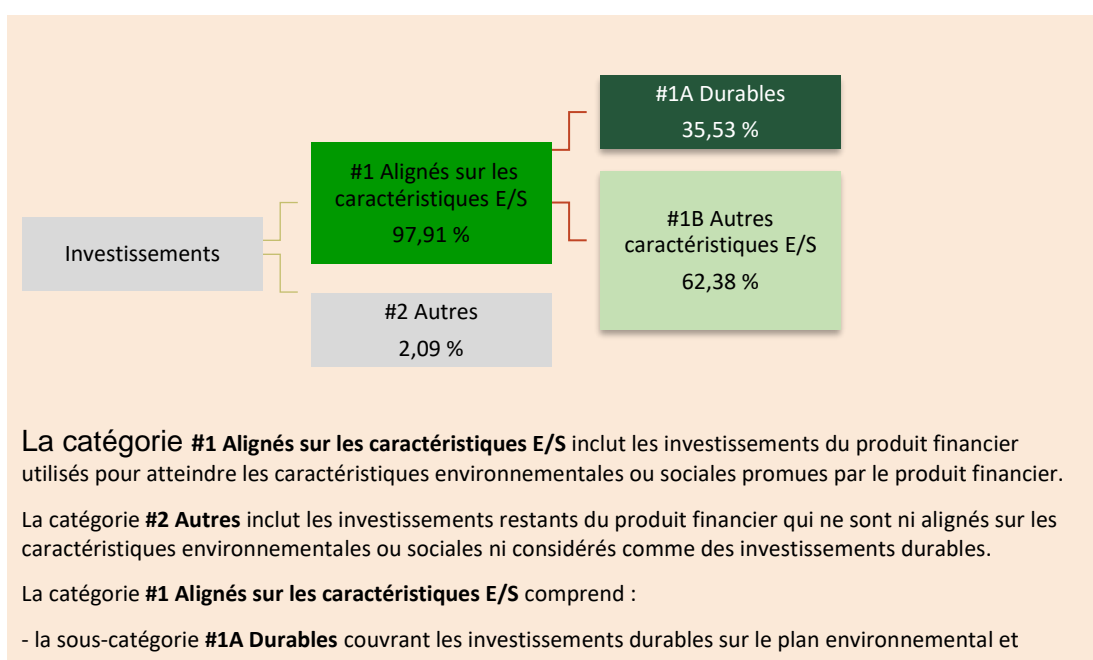 #1A Durables
35,53 %
#1 Alignés sur les
caractéristiques E/S
97,91 %
#1B Autres
caractéristiques E/S
62,38 %
Investissements
#2 Autres
2,09 %
La catégorie #1 Alignés sur les caractéristiques E/S inclut les investissements du produit financier
utilisés pour atteindre les caractéristiques environnementales ou sociales promues par le produit financier.
La catégorie #2 Autres inclut les investissements restants du produit financier qui ne sont ni alignés sur les
caractéristiques environnementales ou sociales ni considérés comme des investissements durables.
La catégorie #1 Alignés sur les caractéristiques E/S comprend :
- la sous-catégorie #1A Durables couvrant les investissements durables sur le plan environnemental et